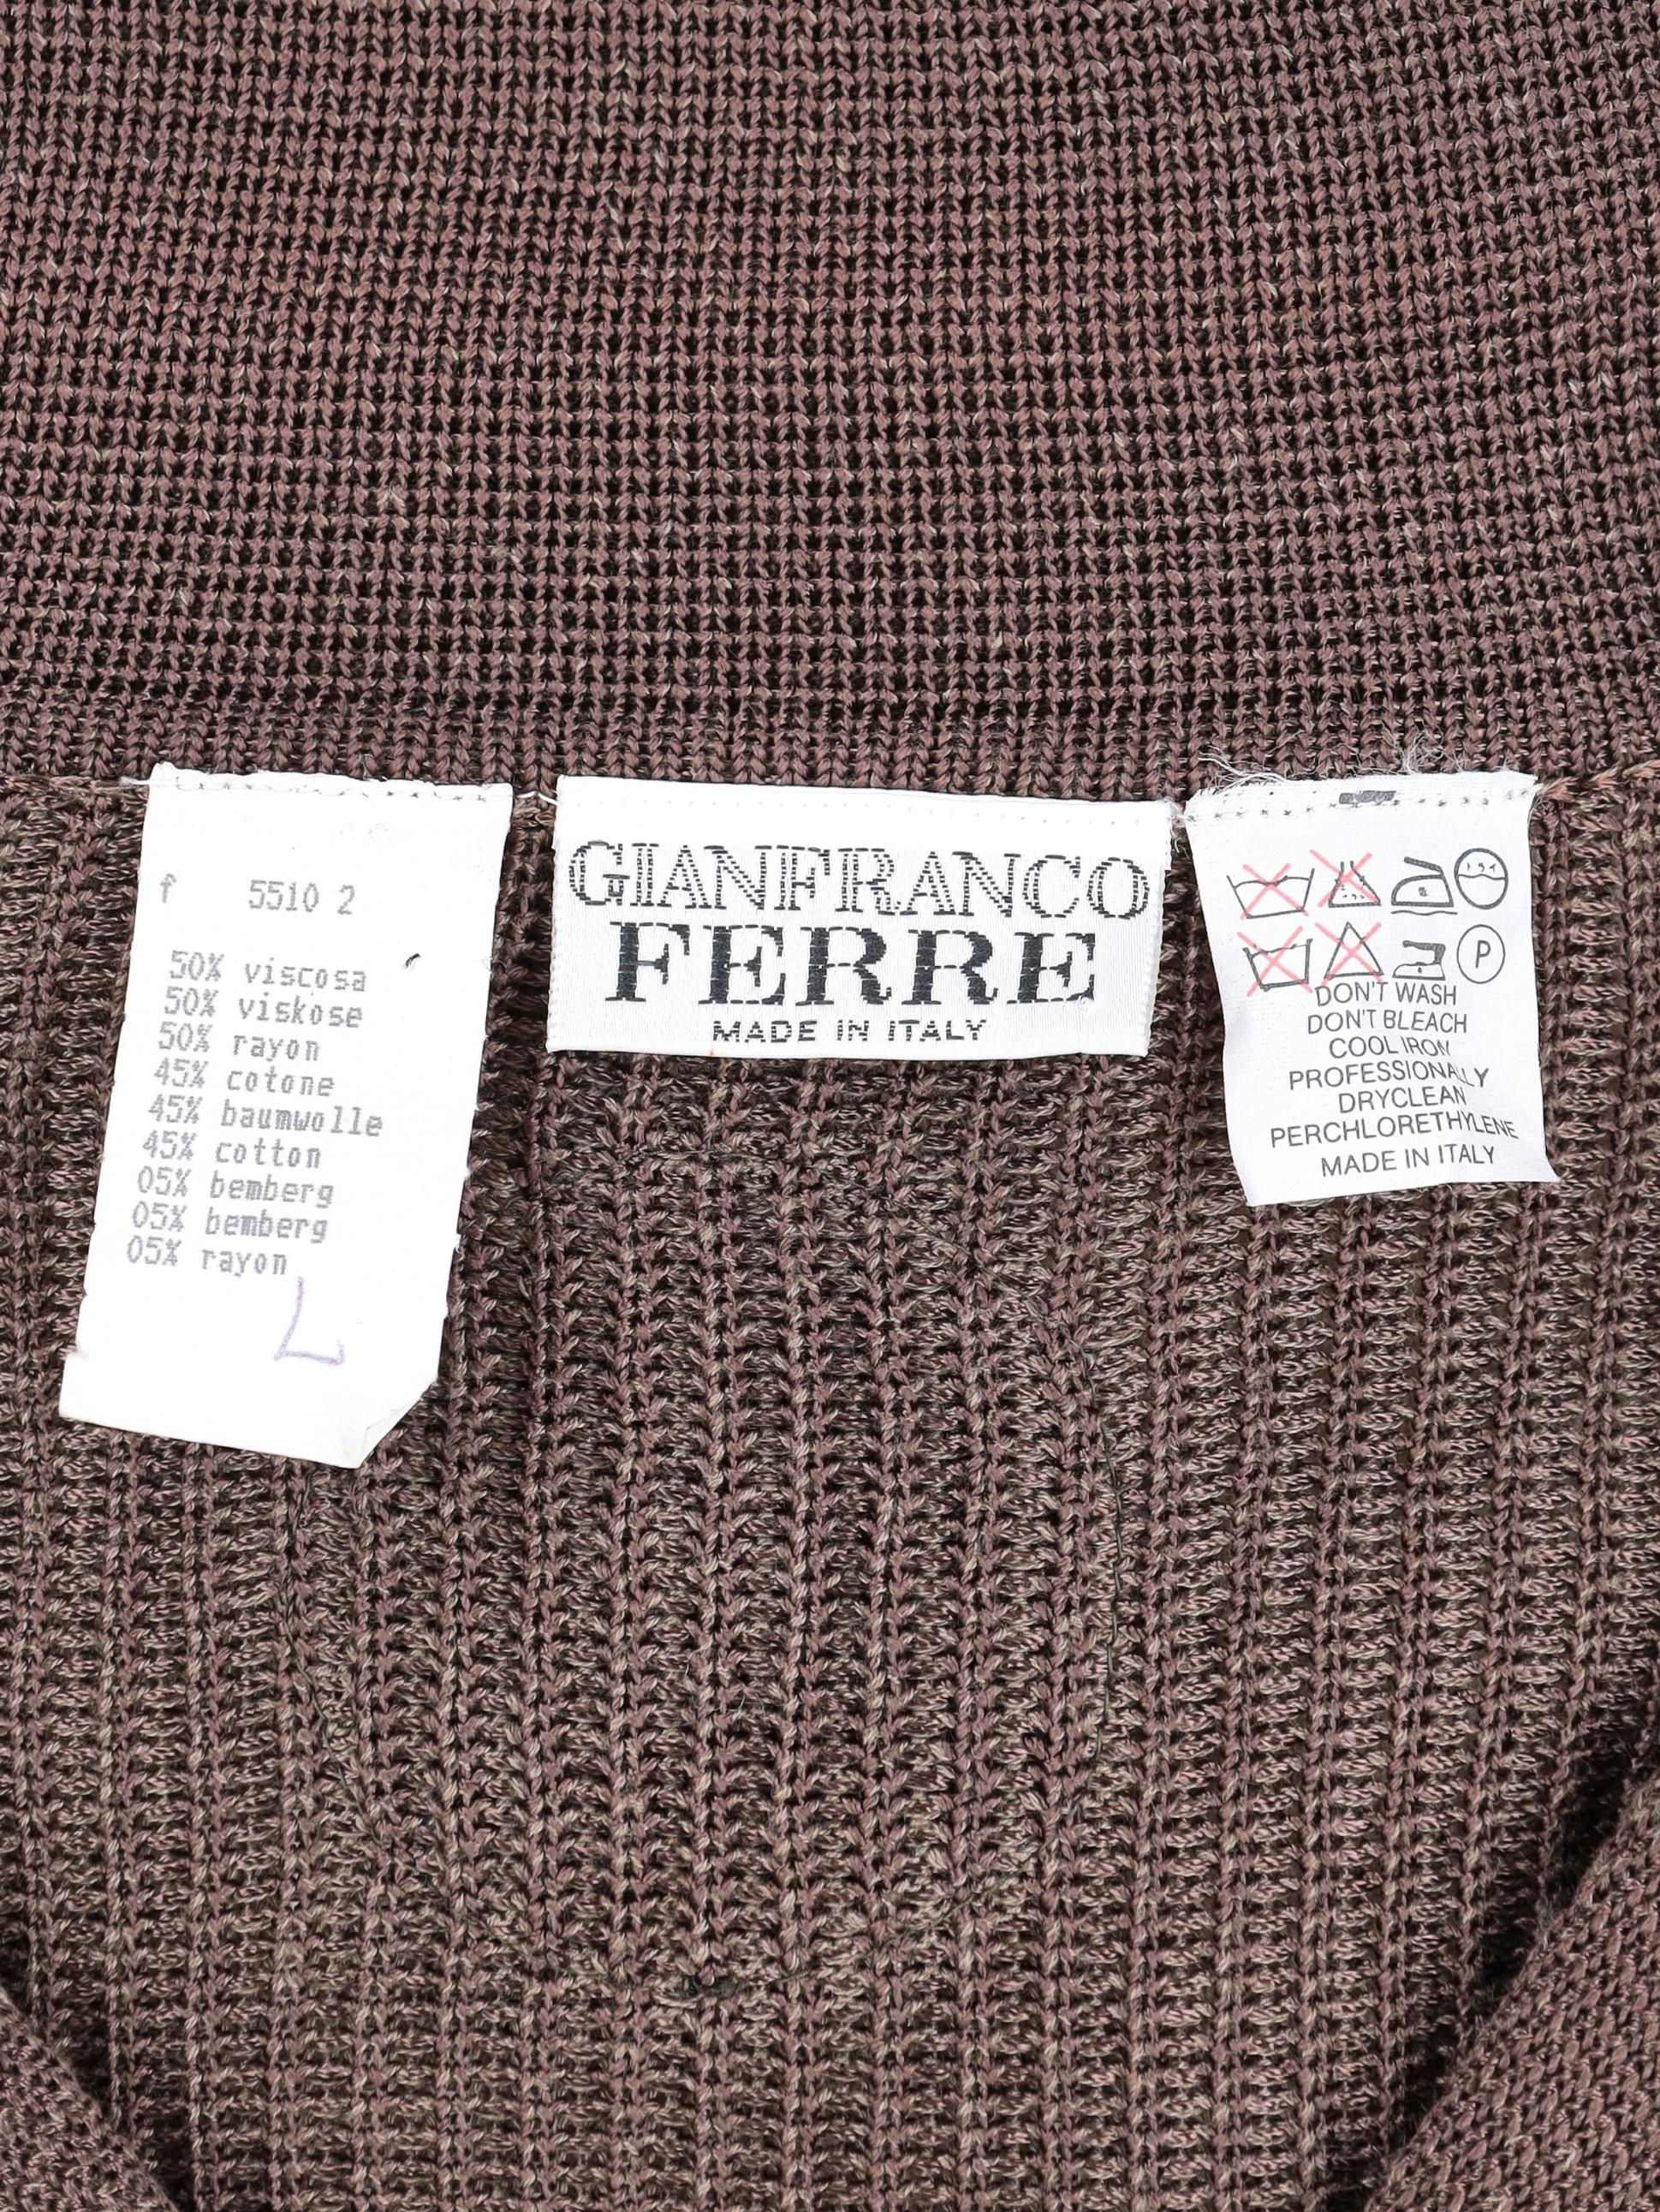 f 5510 2
50% viscosa
50% viskose
50% rayon
45% cotone
45% baumwolle
45% cotton
05% bemberg
05% bemberg
05% rayon
L
GIANFRANCO
FERRE
MADE IN ITALY
P
DON'T WASH
DON'T BLEACH
COOL IRON
PROFESSIONALLY
DRYCLEAN
PERCHLORETHYLENE
MADE IN ITALY